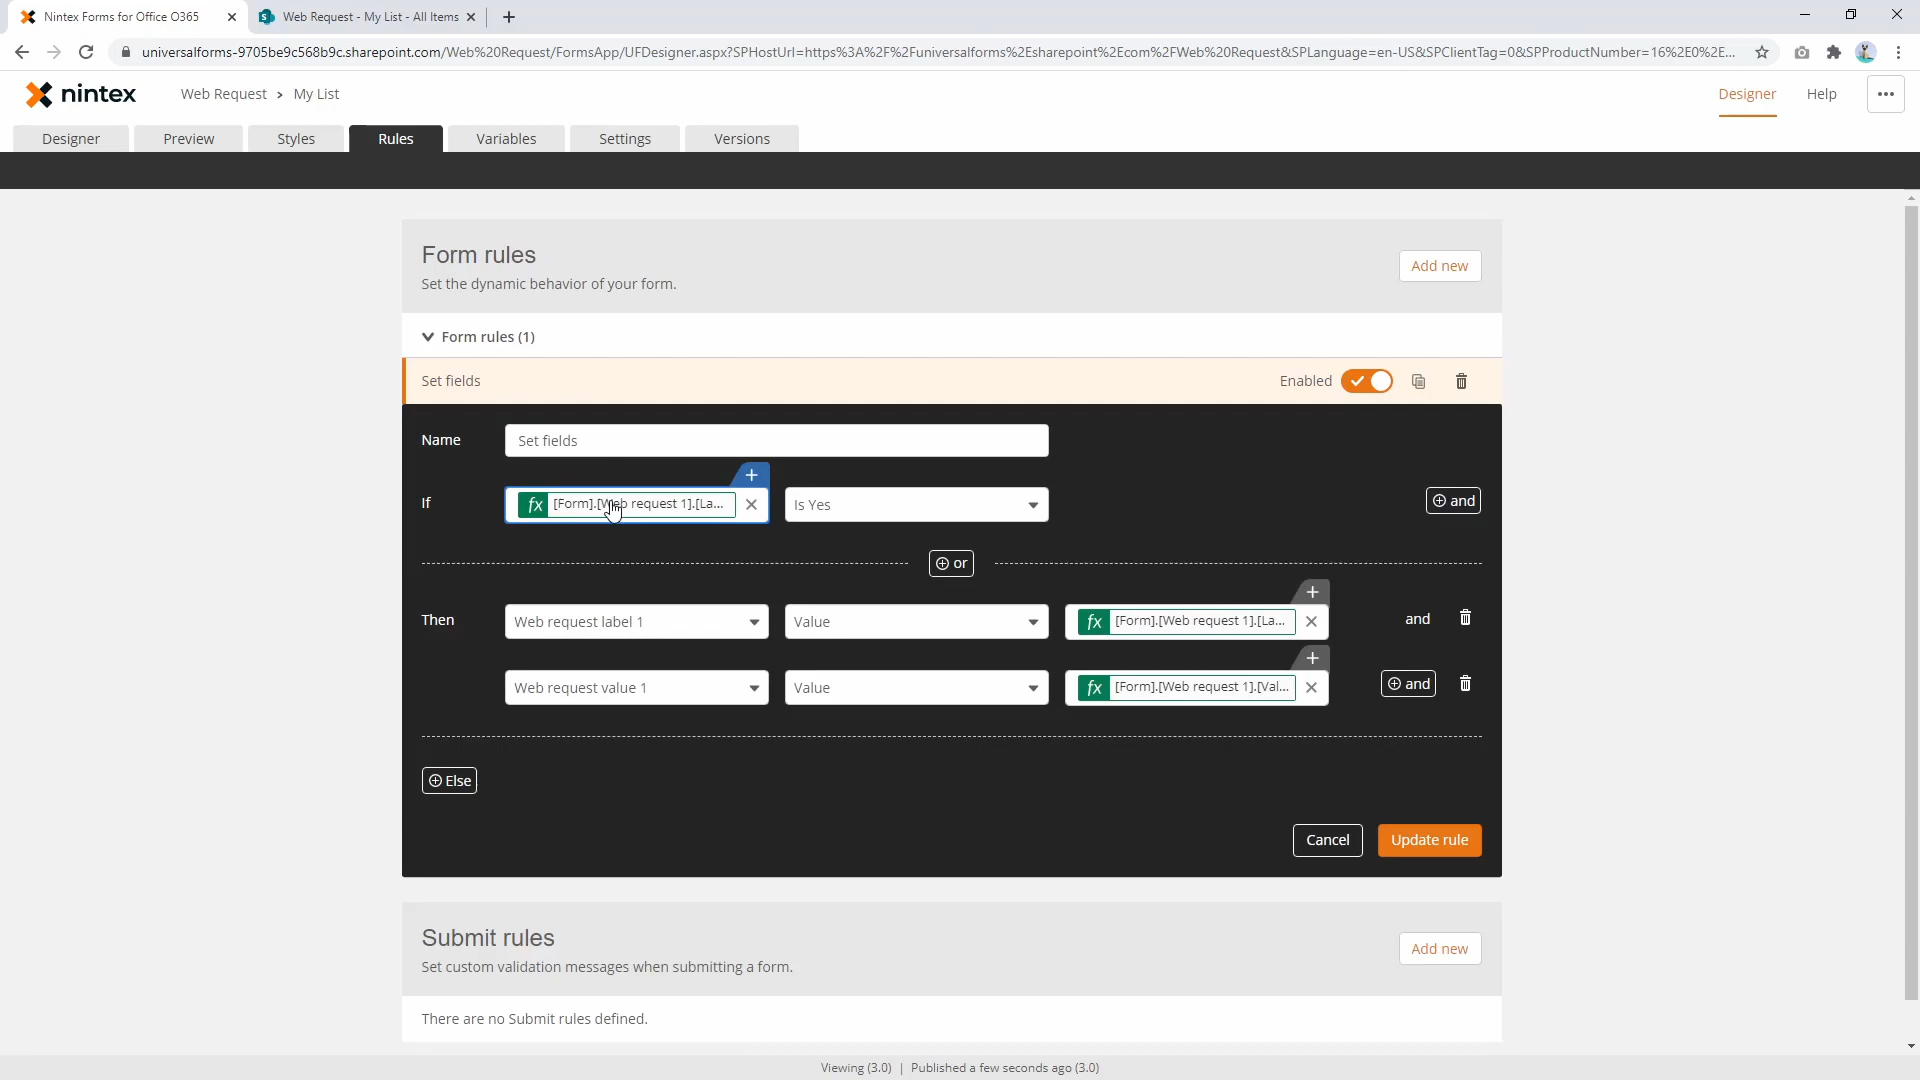 Nintex Forms for Office O365
Web Request - My List - All Items
universalforms-9705be9c568b9c.sharepoint.com/Web%20Request/FormsApp/UFDesigner.aspx?SPHostUrl=https%3A%2F%2Funiversalforms%2Esharepoint%2Ecom%2FWeb%20Request&SPLanguage=en-US&SPClientTag=0&SPProductNumber=16%2E0%2E...
nintex
Web Request > My List
Designer Help
Designer Preview Styles Rules Variables Settings Versions
Form rules
Set the dynamic behavior of your form.
Add new
Form rules (1)
Set fields
Enabled
Name Set fields
If fx [Form].[Web request 1].[La... Is Yes and
or
Then Web request label 1 Value fx [Form].[Web request 1].[La... and
Web request value 1 Value fx [Form].[Web request 1].[Val... and
Else
Cancel Update rule
Submit rules
Set custom validation messages when submitting a form.
Add new
There are no Submit rules defined.
Viewing (3.0) | Published a few seconds ago (3.0)